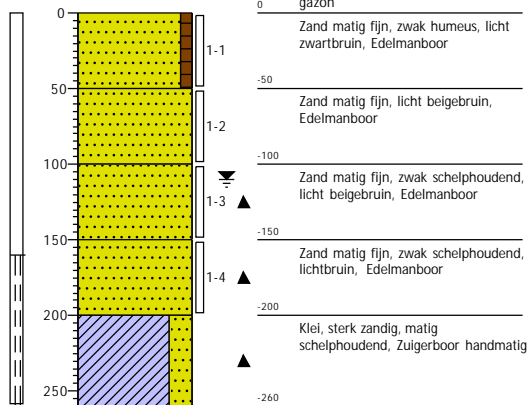 0
50
100
150
200
250
1-1
1-2
1-3
1-4
0
gazon
Zand matig fijn, zwak humeus, licht
zwartbruin, Edelmanboor
-50
Zand matig fijn, licht beigebruin,
Edelmanboor
-100
Zand matig fijn, zwak schelphoudend,
licht beigebruin, Edelmanboor
-150
Zand matig fijn, zwak schelphoudend,
lichtbruin, Edelmanboor
-200
Klei, sterk zandig, matig
schelphoudend, Zuigerboor handmatig
-260